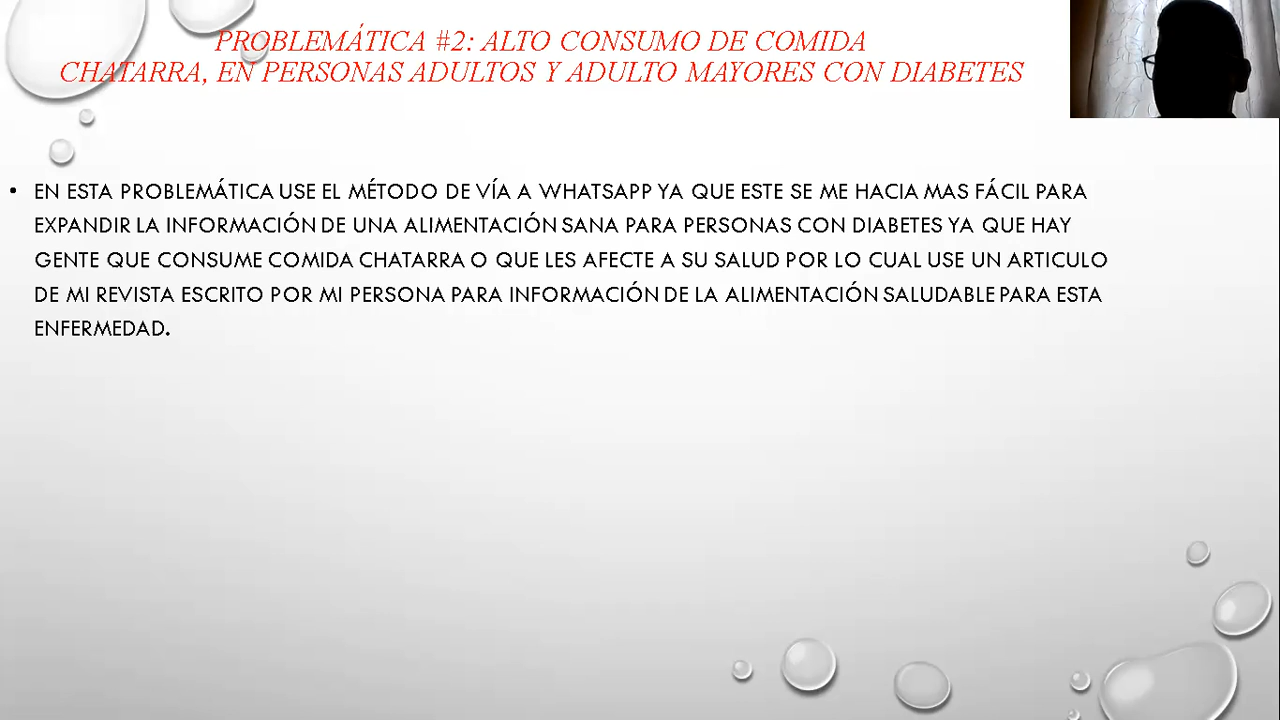 PROBLEMÁTICA #2: ALTO CONSUMO DE COMIDA
CHATARRA, EN PERSONAS ADULTOS Y ADULTO MAYORES CON DIABETES
• EN ESTA PROBLEMÁTICA USE EL MÉTODO DE VÍA A WHATSAPP YA QUE ESTE SE ME HACIA MAS FÁCIL PARA
EXPANDIR LA INFORMACIÓN DE UNA ALIMENTACIÓN SANA PARA PERSONAS CON DIABETES YA QUE HAY
GENTE QUE CONSUME COMIDA CHATARRA O QUE LES AFECTE A SU SALUD POR LO CUAL USE UN ARTICULO
DE MI REVISTA ESCRITO POR MI PERSONA PARA INFORMACIÓN DE LA ALIMENTACIÓN SALUDABLE PARA ESTA
ENFERMEDAD.